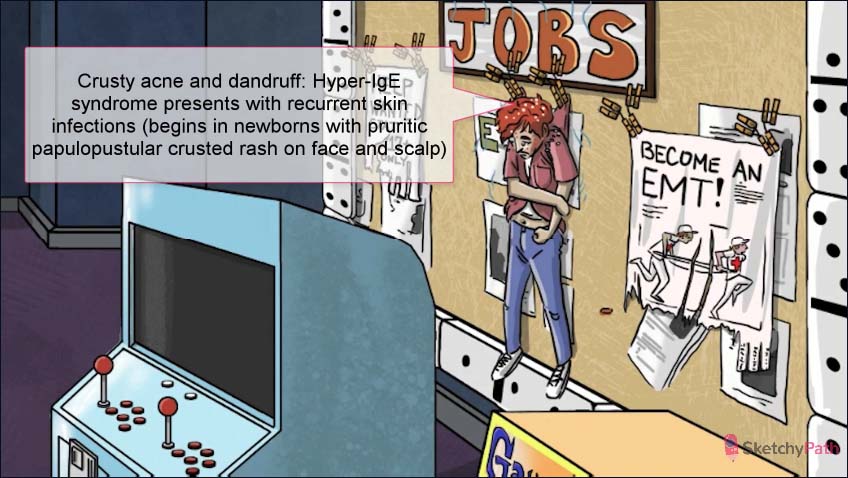 JOBS
Crusty acne and dandruff: Hyper-IgE
syndrome presents with recurrent skin
infections (begins in newborns with pruritic
papulopustular crusted rash on face and scalp)
BECOME AN
EMT!
SketchyPath